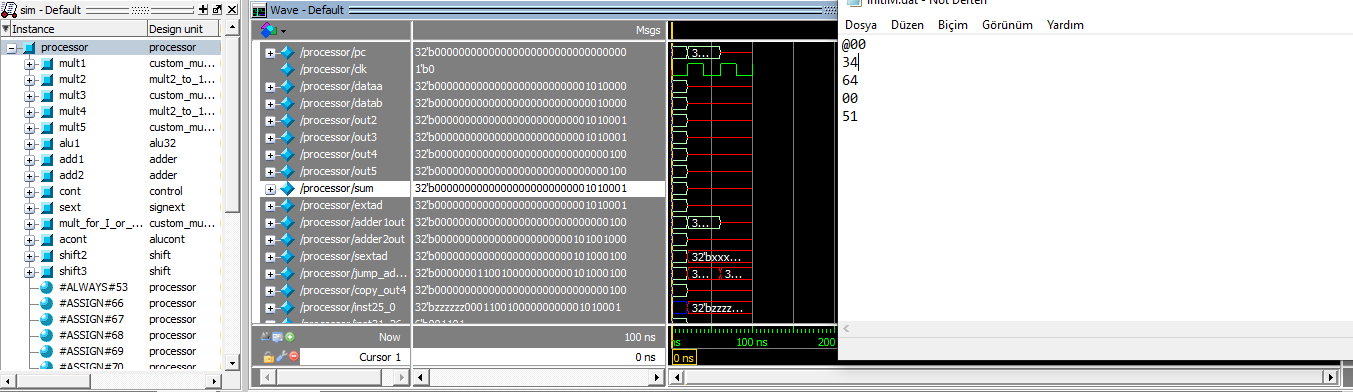 sim - Default
Instance Design unit
processor processor
mult1 custom_mu...
mult2 mult2_to_1...
mult3 custom_mu...
mult4 mult2_to_1...
mult5 custom_mu...
alu1 alu32
add1 adder
add2 adder
cont control
sext signext
mult_for_I_or_... custom_mu...
acont alucont
shift2 shift
shift3 shift
#ALWAYS#53 processor
#ASSIGN#66 processor
#ASSIGN#67 processor
#ASSIGN#68 processor
#ASSIGN#69 processor
#ASSIGN#70 processor
Wave - Default
Msgs
/processor/pc 32'b00000000000000000000000000000000 3...
/processor/clk 1'b0
/processor/dataa 32'b00000000000000000000000001010000
/processor/datab 32'b00000000000000000000000000010000
/processor/out2 32'b00000000000000000000000001010001
/processor/out3 32'b00000000000000000000000001010001
/processor/out4 32'b00000000000000000000000000000100
/processor/out5 32'b00000000000000000000000000000100
/processor/sum 32'b00000000000000000000000001010001
/processor/extad 32'b00000000000000000000000001010001
/processor/adder1out 32'b00000000000000000000000000000100 3...
/processor/adder2out 32'b00000000000000000000000101001000
/processor/sextad 32'b00000000000000000000000101000100 32'bxxx...
/processor/jump_ad... 32'b00000001100100000000000101000100 3... 3...
/processor/copy_out4 32'b00000000000000000000000000000100
/processor/inst25_0 32'bzzzzzz00011001000000000001010001 32'bzzzz...
Now 100 ns ns 100 ns 200
Cursor 1 0 ns 0 ns
Dosya Düzen Biçim Görünüm Yardım
@00
34
64
00
51